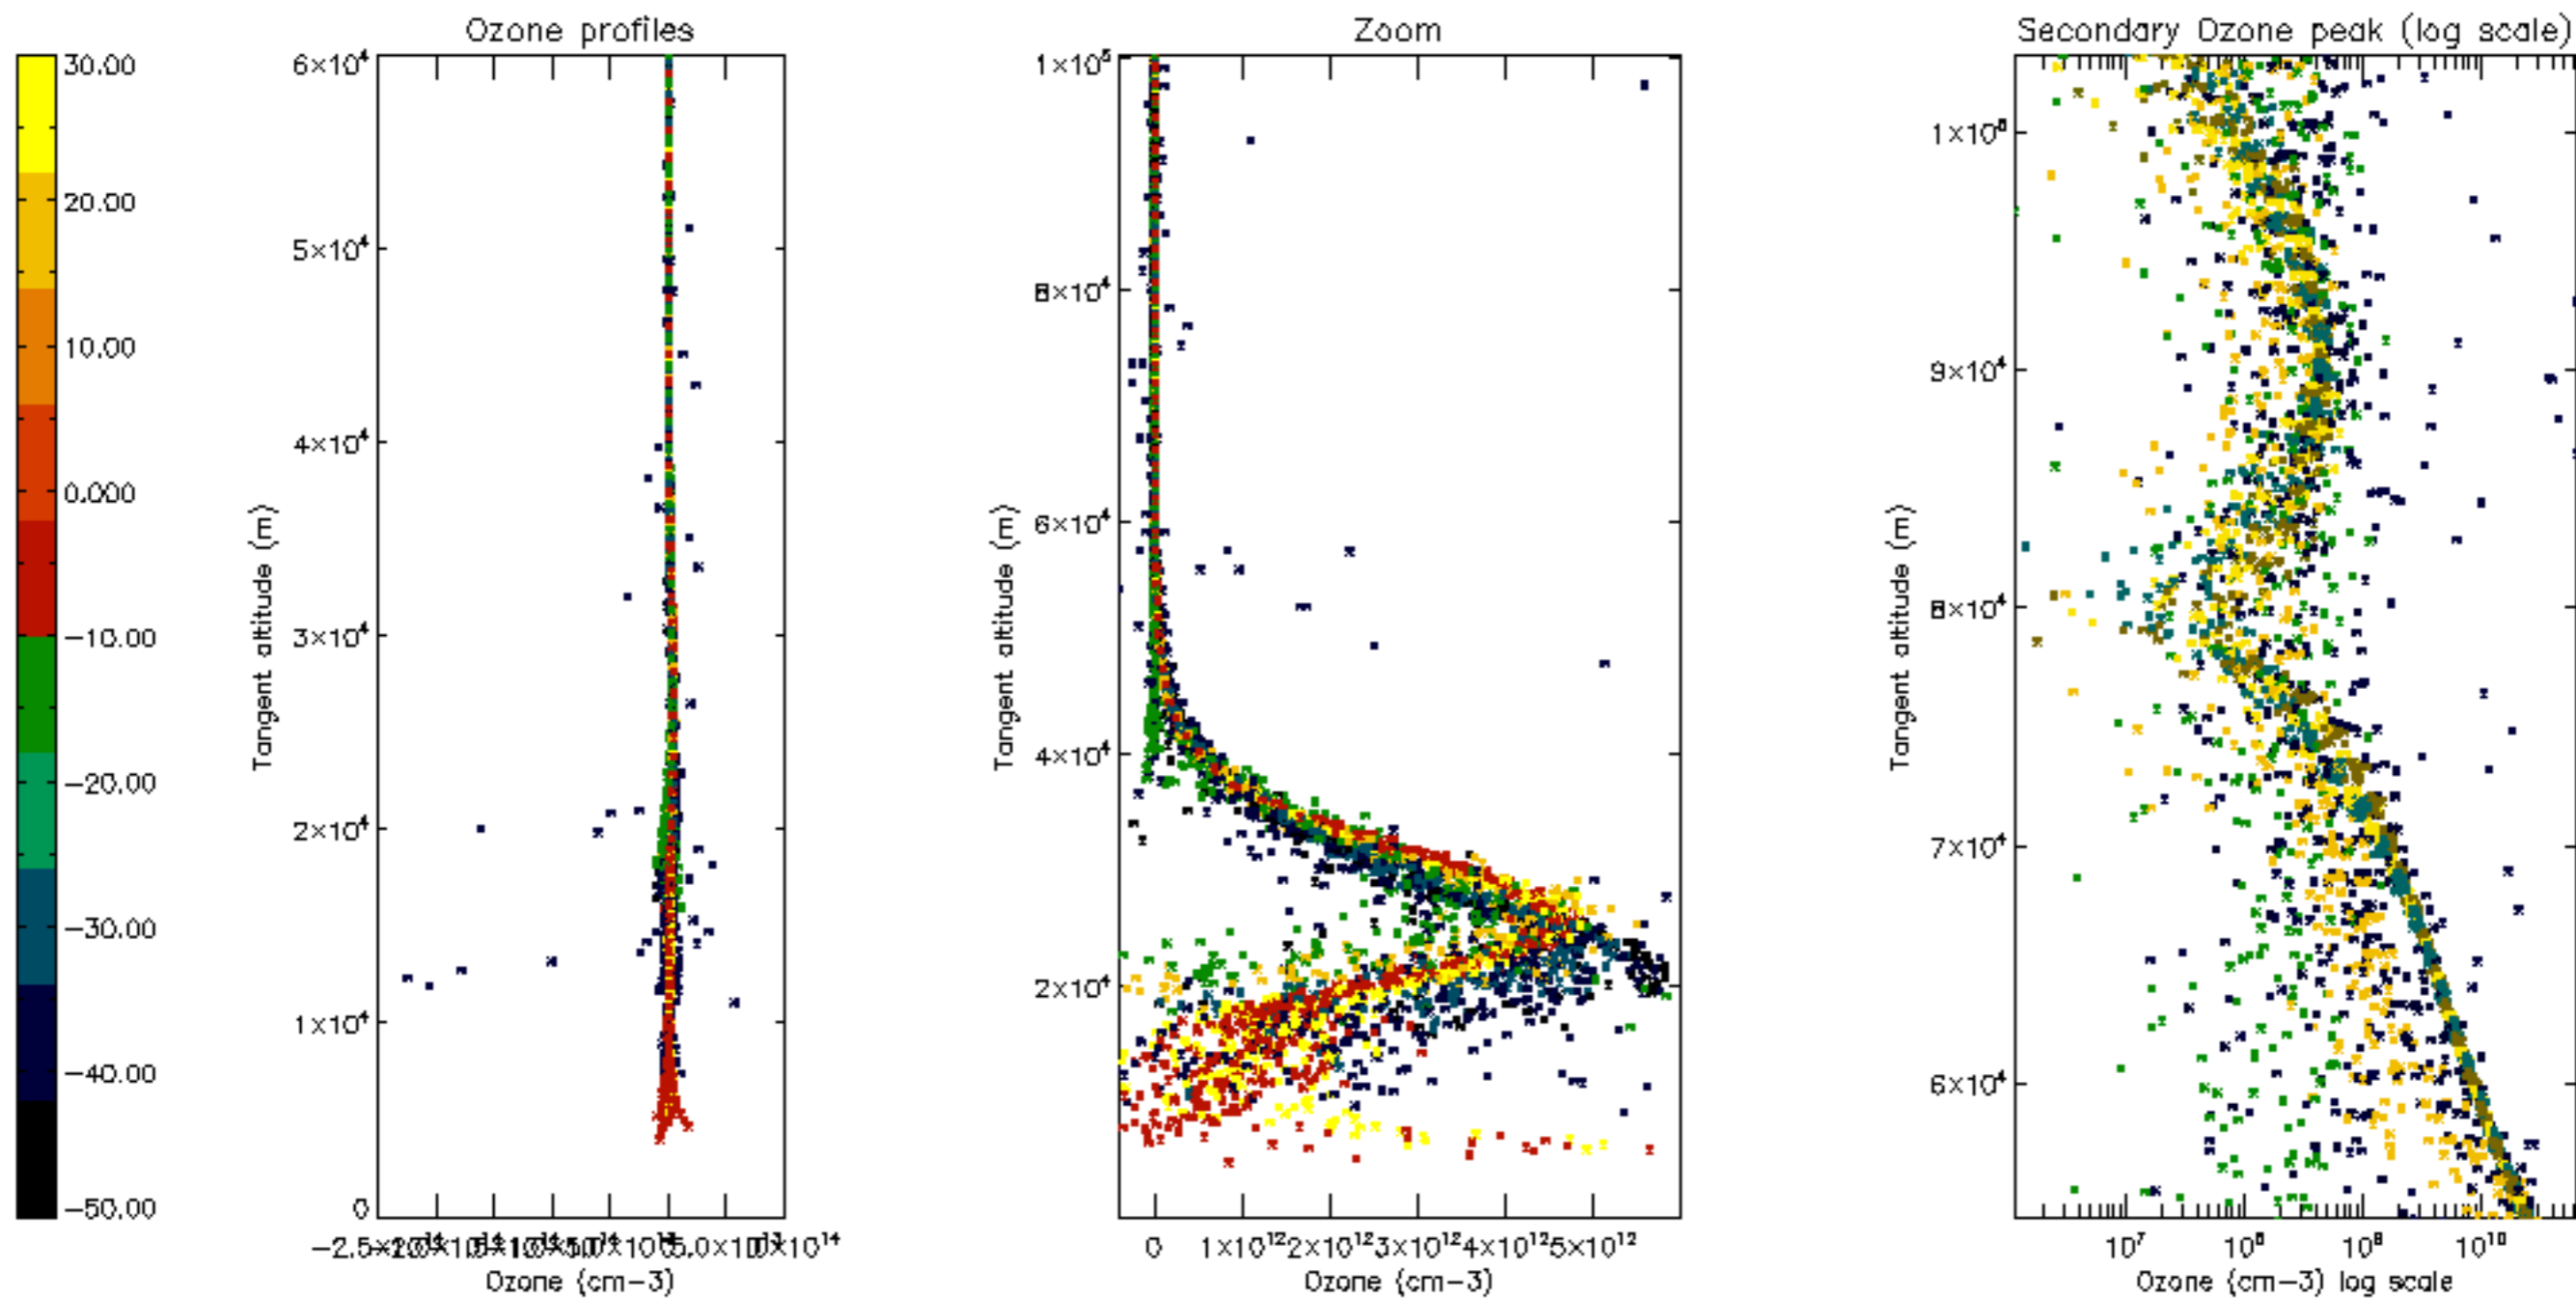 Ozone profiles
Zoom
Secondary Ozone peak (log scale)
30.00
20.00
10.00
0.000
−10.00
−20.00
−30.00
−40.00
−50.00
6×10⁴
5×10⁴
4×10⁴
3×10⁴
2×10⁴
1×10⁴
0
Tangent altitude (m)
Ozone (cm−3)
1×10⁵
8×10⁴
6×10⁴
4×10⁴
2×10⁴
Tangent altitude (m)
0 1×10¹² 2×10¹² 3×10¹² 4×10¹² 5×10¹²
Ozone (cm−3)
9×10⁴
8×10⁴
7×10⁴
6×10⁴
Tangent altitude (m)
10⁷ 10⁸ 10⁹ 10¹⁰
Ozone (cm−3) log scale